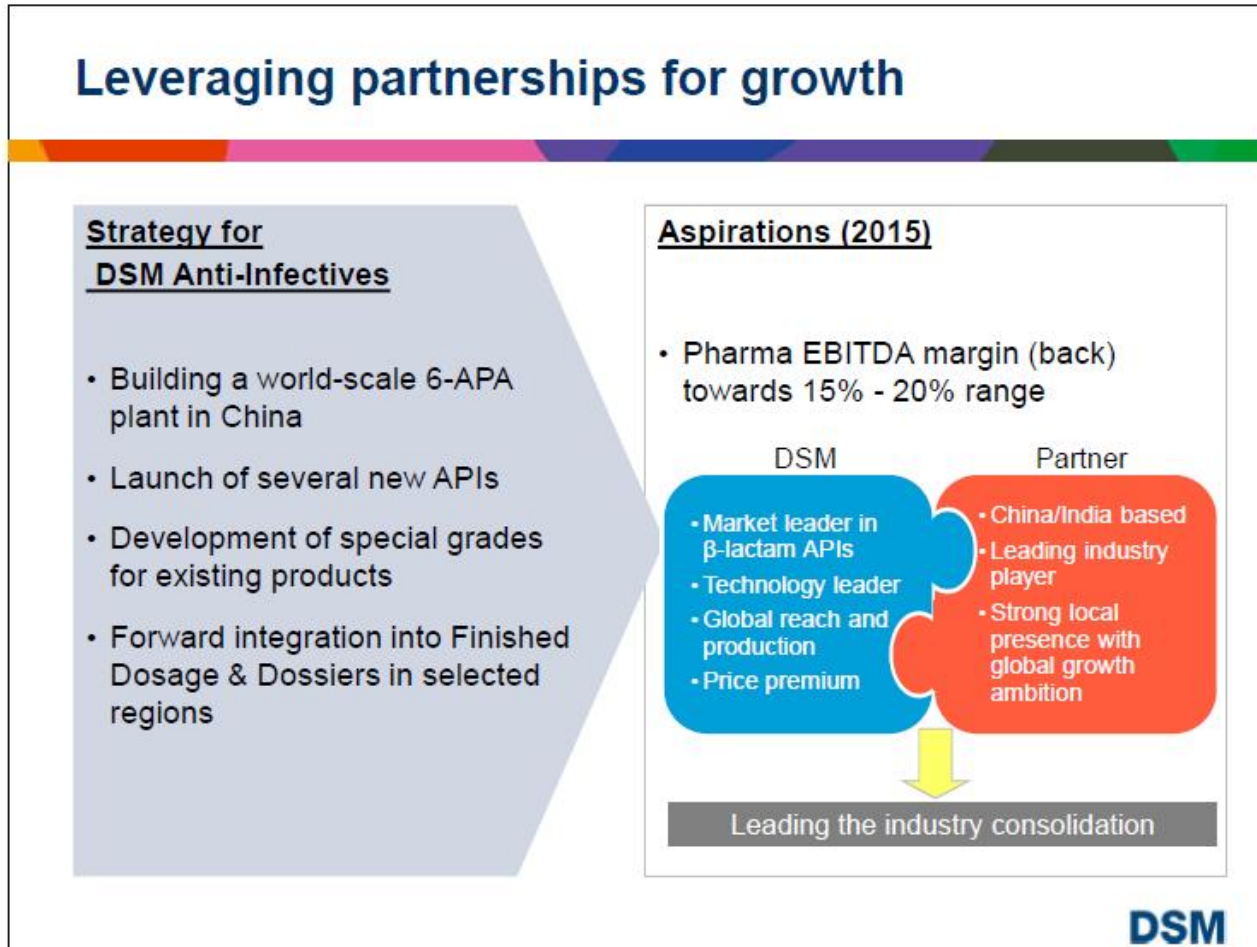 Leveraging partnerships for growth
Strategy for
DSM Anti-Infectives
• Building a world-scale 6-APA
plant in China
• Launch of several new APIs
• Development of special grades
for existing products
• Forward integration into Finished
Dosage & Dossiers in selected
regions
Aspirations (2015)
• Pharma EBITDA margin (back)
towards 15% - 20% range
DSM
• Market leader in
β-lactam APIs
• Technology leader
• Global reach and
production
• Price premium
Partner
• China/India based
• Leading industry
player
• Strong local
presence with
global growth
ambition
Leading the industry consolidation
DSM